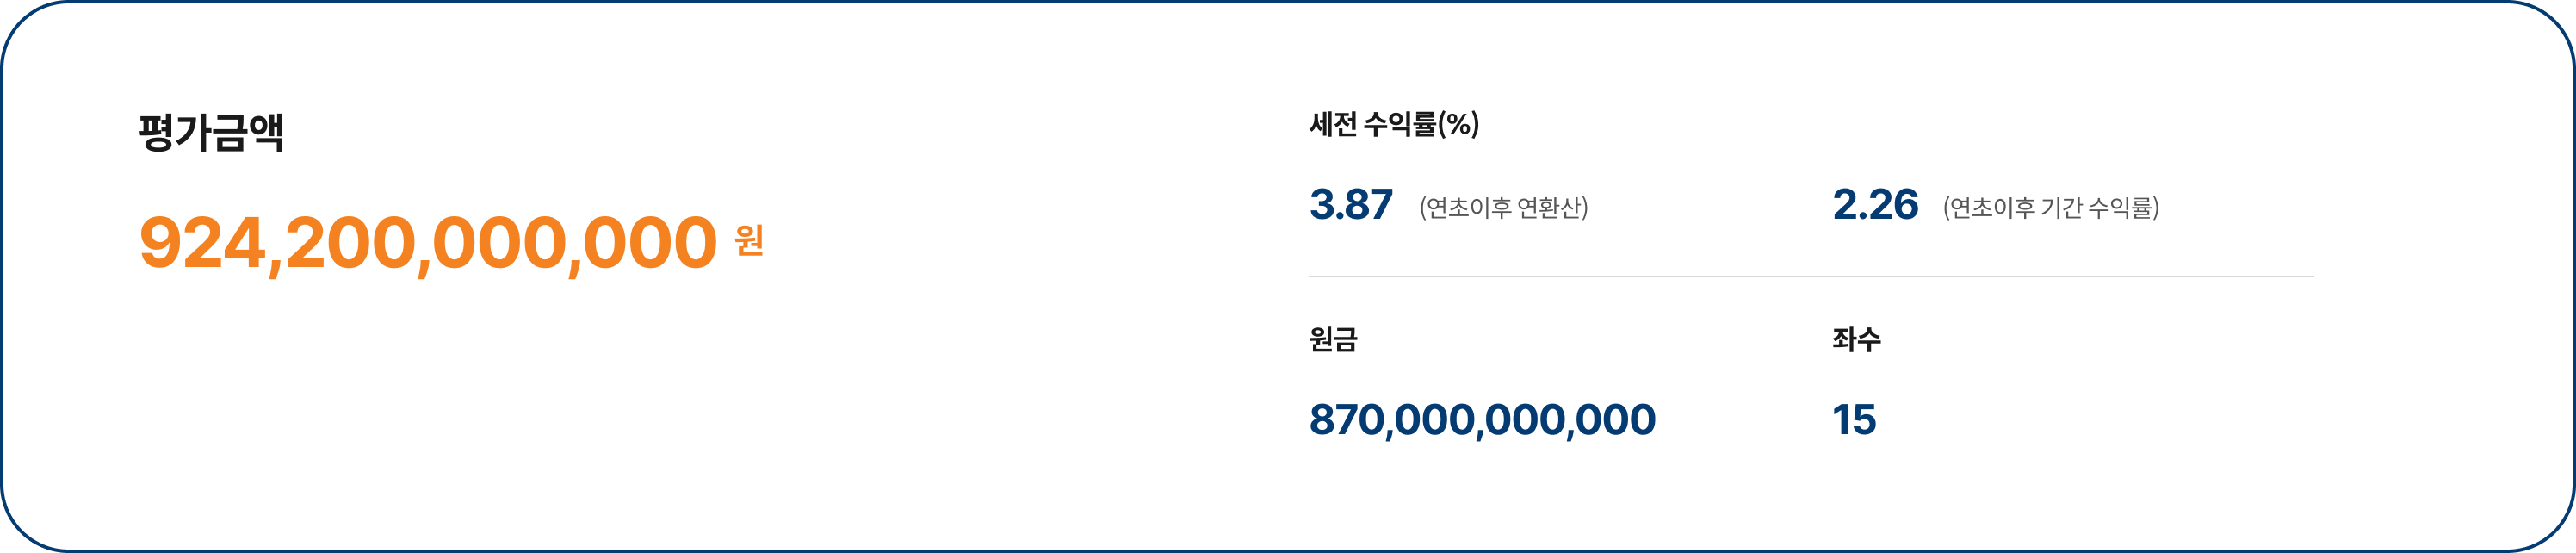 평가금액
924,200,000,000 원
세전 수익률(%)
3.87 (연초이후 연환산)
2.26 (연초이후 기간 수익률)
원금
870,000,000,000
좌수
15